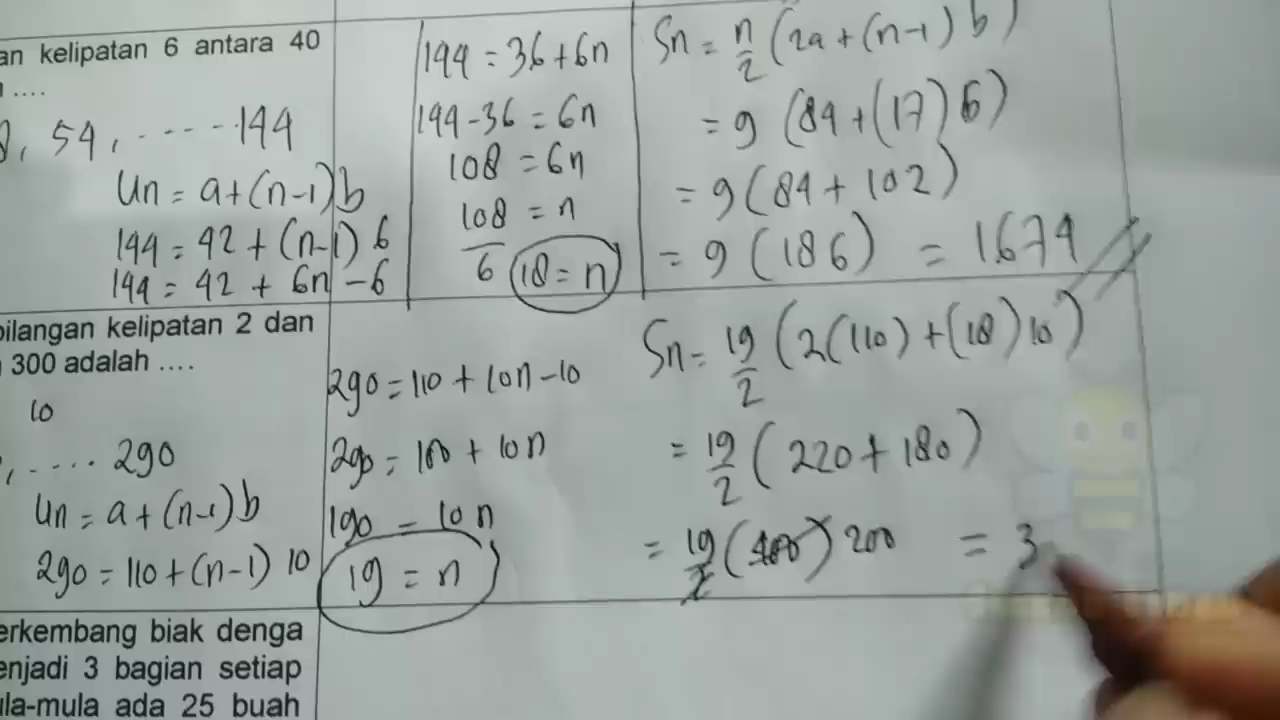 an kelipatan 6 antara 40
....
, 54, ......144
Un = a+(n-1)b
144 = 42 + (n-1) 6
144 = 42 + 6n -6
144 = 36+6n
144-36 = 6n
108 = 6n
108/6 = n
18 = n
Sn = n/2 (2a+(n-1) b)
= 9 (84+(17)6)
= 9(84+102)
= 9 (186) = 1.674
bilangan kelipatan 2 dan
300 adalah ....
10
, .... 290
Un = a+(n-1)b
290 = 110+(n-1) 10
290 = 110 + 10n-10
290 = 100 + 10n
190 = 10n
19 = n
Sn = 19/2 (2(110)+(18)10)
= 19/2 (220+180)
= 19/2 (400) 200 = 3
erkembang biak denga
enjadi 3 bagian setiap
ula-mula ada 25 buah